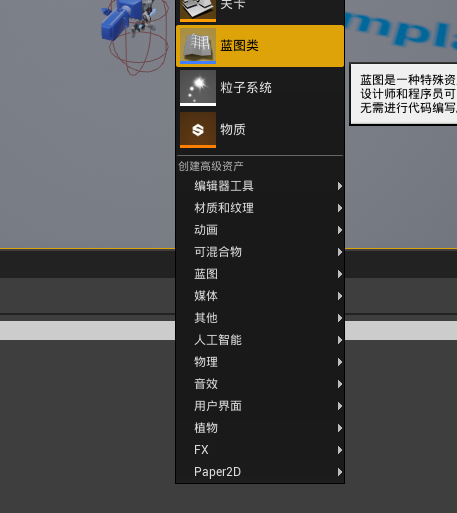 关卡
mpla
蓝图类
蓝图是一种特殊资
设计师和程序员可
无需进行代码编写
粒子系统
物质
创建高级资产
编辑器工具
材质和纹理
动画
可混合物
蓝图
媒体
其他
人工智能
物理
音效
用户界面
植物
FX
Paper2D